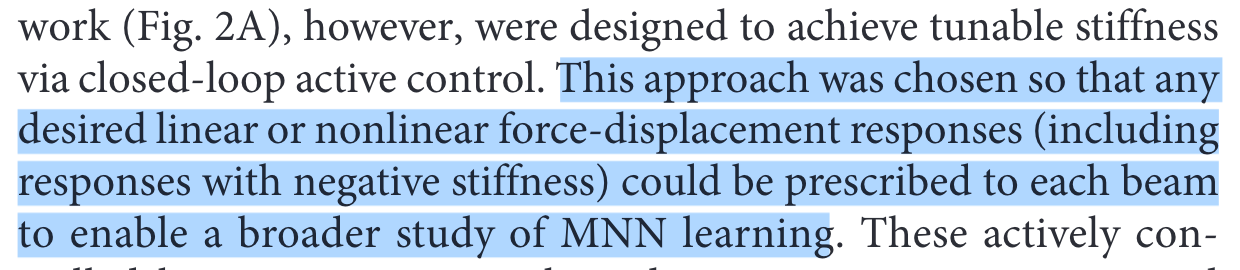 work (Fig. 2A), however, were designed to achieve tunable stiffness
via closed-loop active control. This approach was chosen so that any
desired linear or nonlinear force-displacement responses (including
responses with negative stiffness) could be prescribed to each beam
to enable a broader study of MNN learning. These actively con-